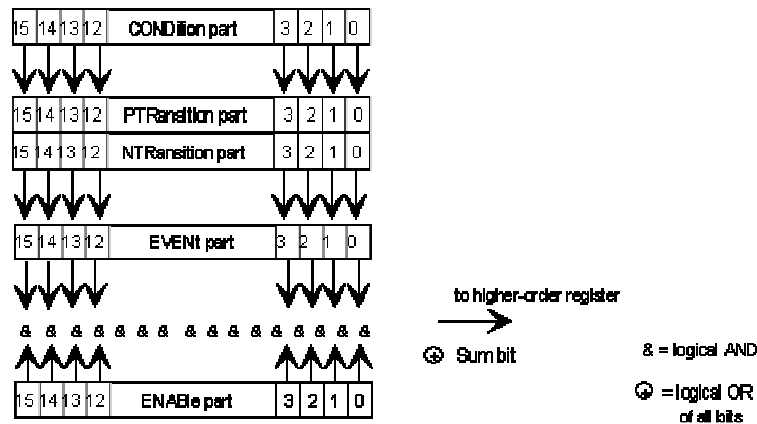 15 14 13 12 CONDition part 3 2 1 0
15 14 13 12 PTRansition part 3 2 1 0
15 14 13 12 NTRansition part 3 2 1 0
15 14 13 12 EVENt part 3 2 1 0
to higher-order register
& & & & & & & & & & & & & & & &
Sum bit
& = logical AND
15 14 13 12 ENABle part 3 2 1 0
= logical OR
of all bits